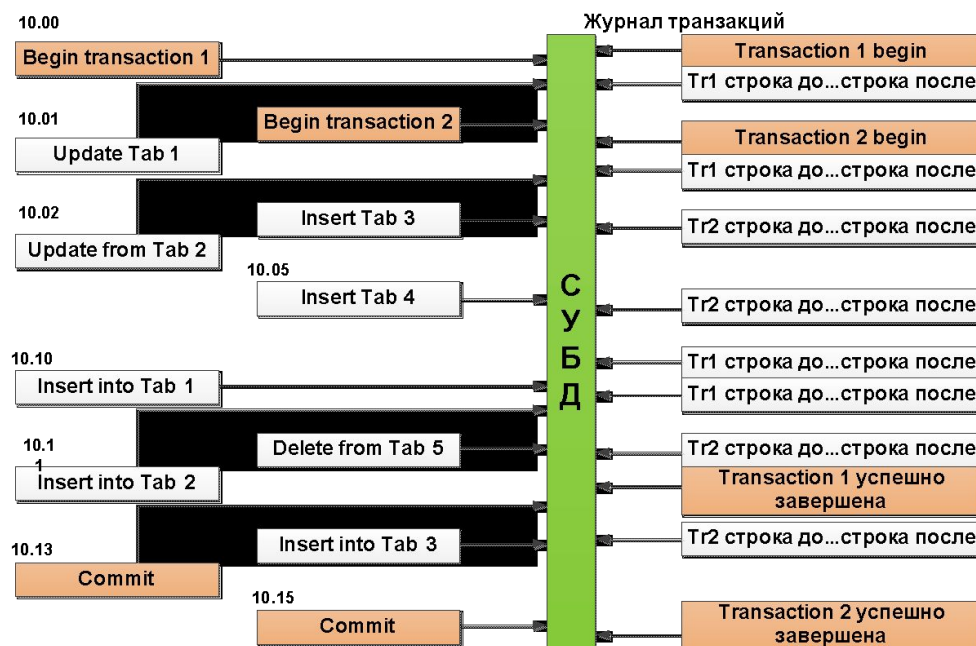 10.00
Журнал транзакций
Begin transaction 1
Transaction 1 begin
Tr1 строка до...строка после
10.01
Begin transaction 2
Transaction 2 begin
Update Tab 1
Tr1 строка до...строка после
10.02
Insert Tab 3
Tr2 строка до...строка после
Update from Tab 2
10.05
Insert Tab 4
С
У
Б
Д
Tr2 строка до...строка после
10.10
Tr1 строка до...строка после
Insert into Tab 1
Tr1 строка до...строка после
10.1
1
Delete from Tab 5
Tr2 строка до...строка после
Insert into Tab 2
Transaction 1 успешно
завершена
10.13
Insert into Tab 3
Tr2 строка до...строка после
Commit
10.15
Commit
Transaction 2 успешно
завершена